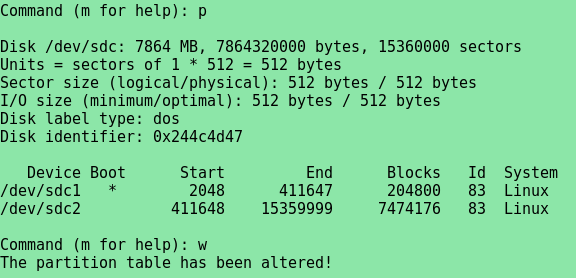 Command (m for help): p
Disk /dev/sdc: 7864 MB, 7864320000 bytes, 15360000 sectors
Units = sectors of 1 * 512 = 512 bytes
Sector size (logical/physical): 512 bytes / 512 bytes
I/O size (minimum/optimal): 512 bytes / 512 bytes
Disk label type: dos
Disk identifier: 0x244c4d47
Device Boot Start End Blocks Id System
/dev/sdc1 * 2048 411647 204800 83 Linux
/dev/sdc2 411648 15359999 7474176 83 Linux
Command (m for help): w
The partition table has been altered!